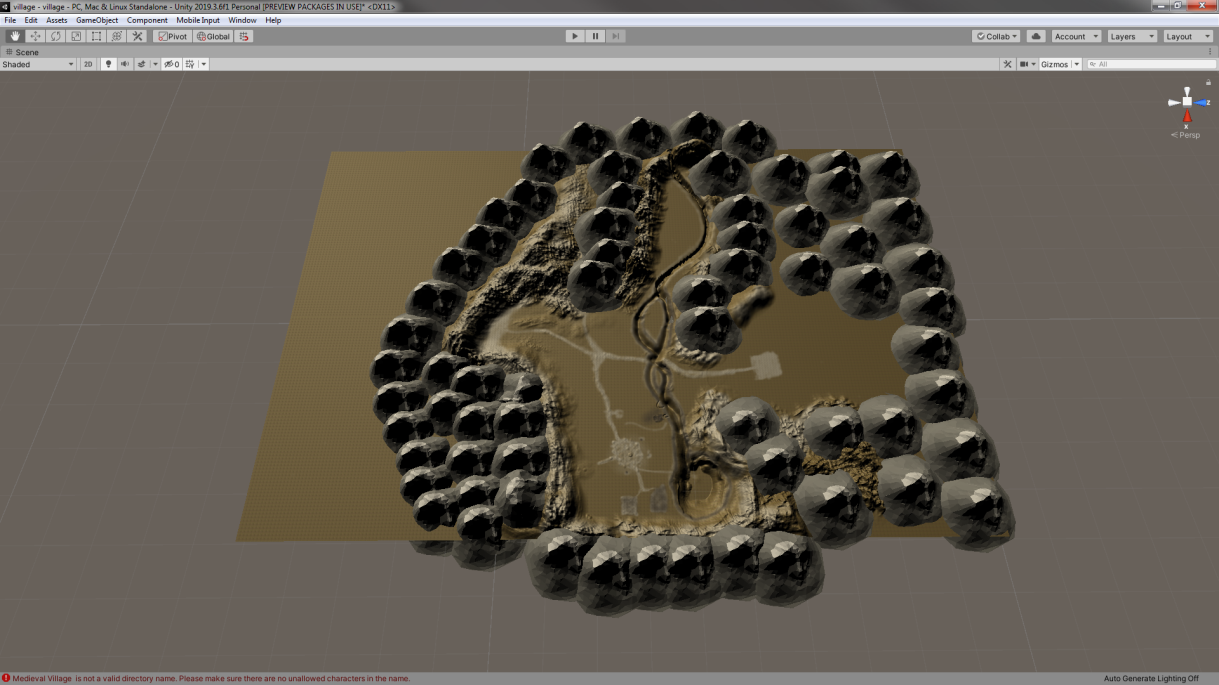 village - village - PC, Mac & Linux Standalone - Unity 2019.3.6f1 Personal [PREVIEW PACKAGES IN USE]* <DX11>
File Edit Assets GameObject Component Mobile Input Window Help
Pivot Global Collab Account Layers Layout
Scene
Shaded 2D 0 Gizmos All
z
x
Persp
Medieval Village  is not a valid directory name. Please make sure there are no unallowed characters in the name.
Auto Generate Lighting Off